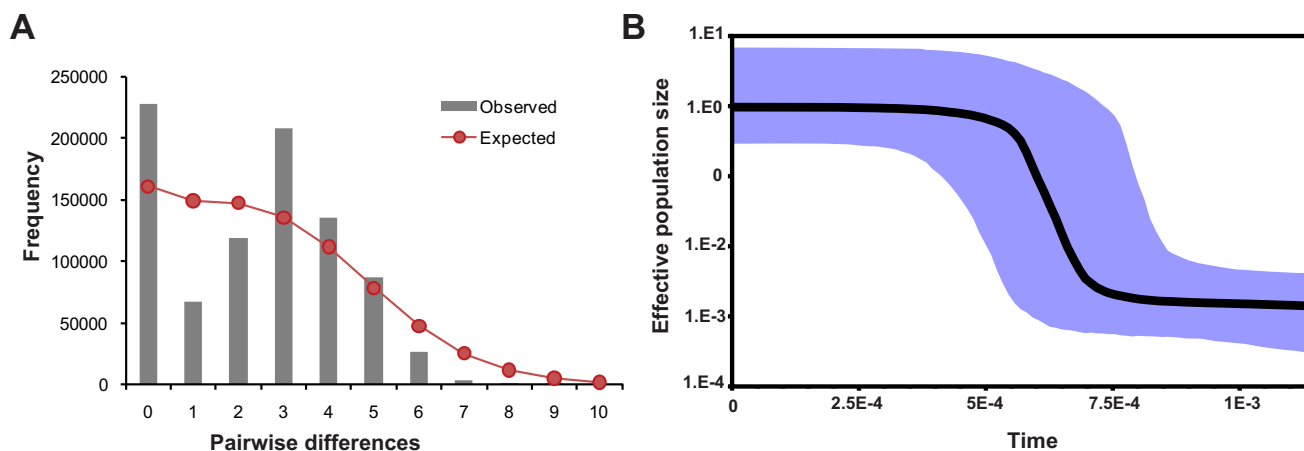 A
Frequency
250000
200000
150000
100000
50000
0
Observed
Expected
0 1 2 3 4 5 6 7 8 9 10
Pairwise differences
B
Effective population size
1.E1
1.E0
0
1.E-2
1.E-3
1.E-4
0 2.5E-4 5E-4 7.5E-4 1E-3
Time